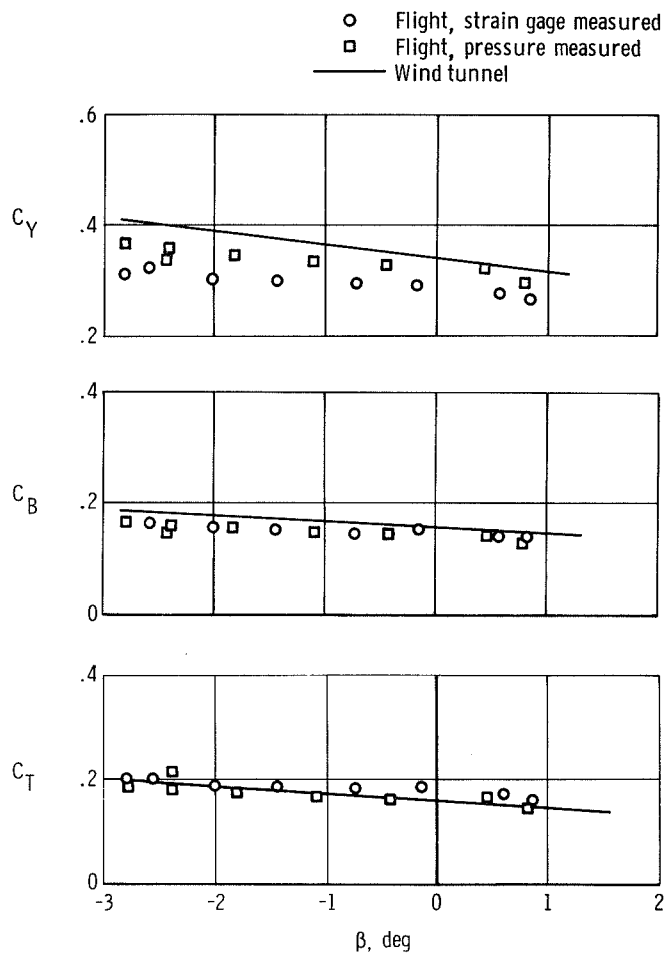 Flight, strain gage measured
Flight, pressure measured
Wind tunnel
.6
C_Y
.4
.2
.4
C_B
.2
0
.4
C_T
.2
0
-3 -2 -1 0 1 2
β, deg